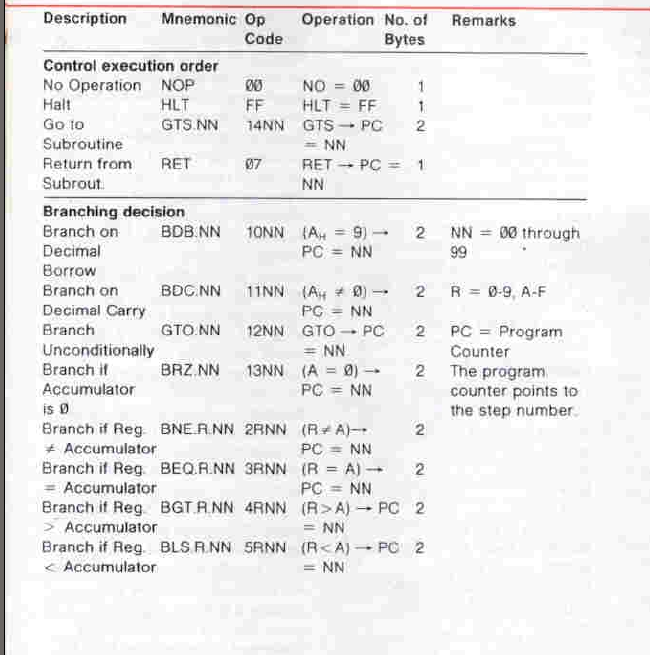 Description Mnemonic Op Operation No. of Remarks
Code Bytes
Control execution order
No Operation NOP ØØ NO = ØØ 1
Halt HLT FF HLT = FF 1
Go to GTS.NN 14NN GTS → PC 2
Subroutine = NN
Return from RET Ø7 RET → PC = 1
Subrout. NN
Branching decision
Branch on BDB.NN 10NN (A_H = 9) → 2 NN = ØØ through
Decimal PC = NN 99
Borrow
Branch on BDC.NN 11NN (A_H ≠ Ø) → 2 R = Ø-9, A-F
Decimal Carry PC = NN
Branch GTO.NN 12NN GTO → PC 2 PC = Program
Unconditionally = NN Counter
Branch if BRZ.NN 13NN (A = Ø) → 2 The program
Accumulator PC = NN counter points to
is Ø the step number.
Branch if Reg. BNE.R.NN 2RNN (R ≠ A) → 2
≠ Accumulator PC = NN
Branch if Reg. BEQ.R.NN 3RNN (R = A) → 2
= Accumulator PC = NN
Branch if Reg. BGT.R.NN 4RNN (R > A) → PC 2
> Accumulator = NN
Branch if Reg. BLS.R.NN 5RNN (R < A) → PC 2
< Accumulator = NN